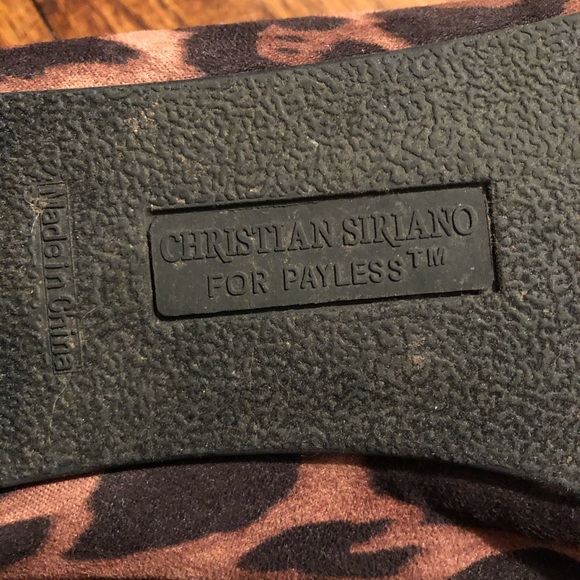 CHRISTIAN SIRIANO
FOR PAYLESS™
Made in China